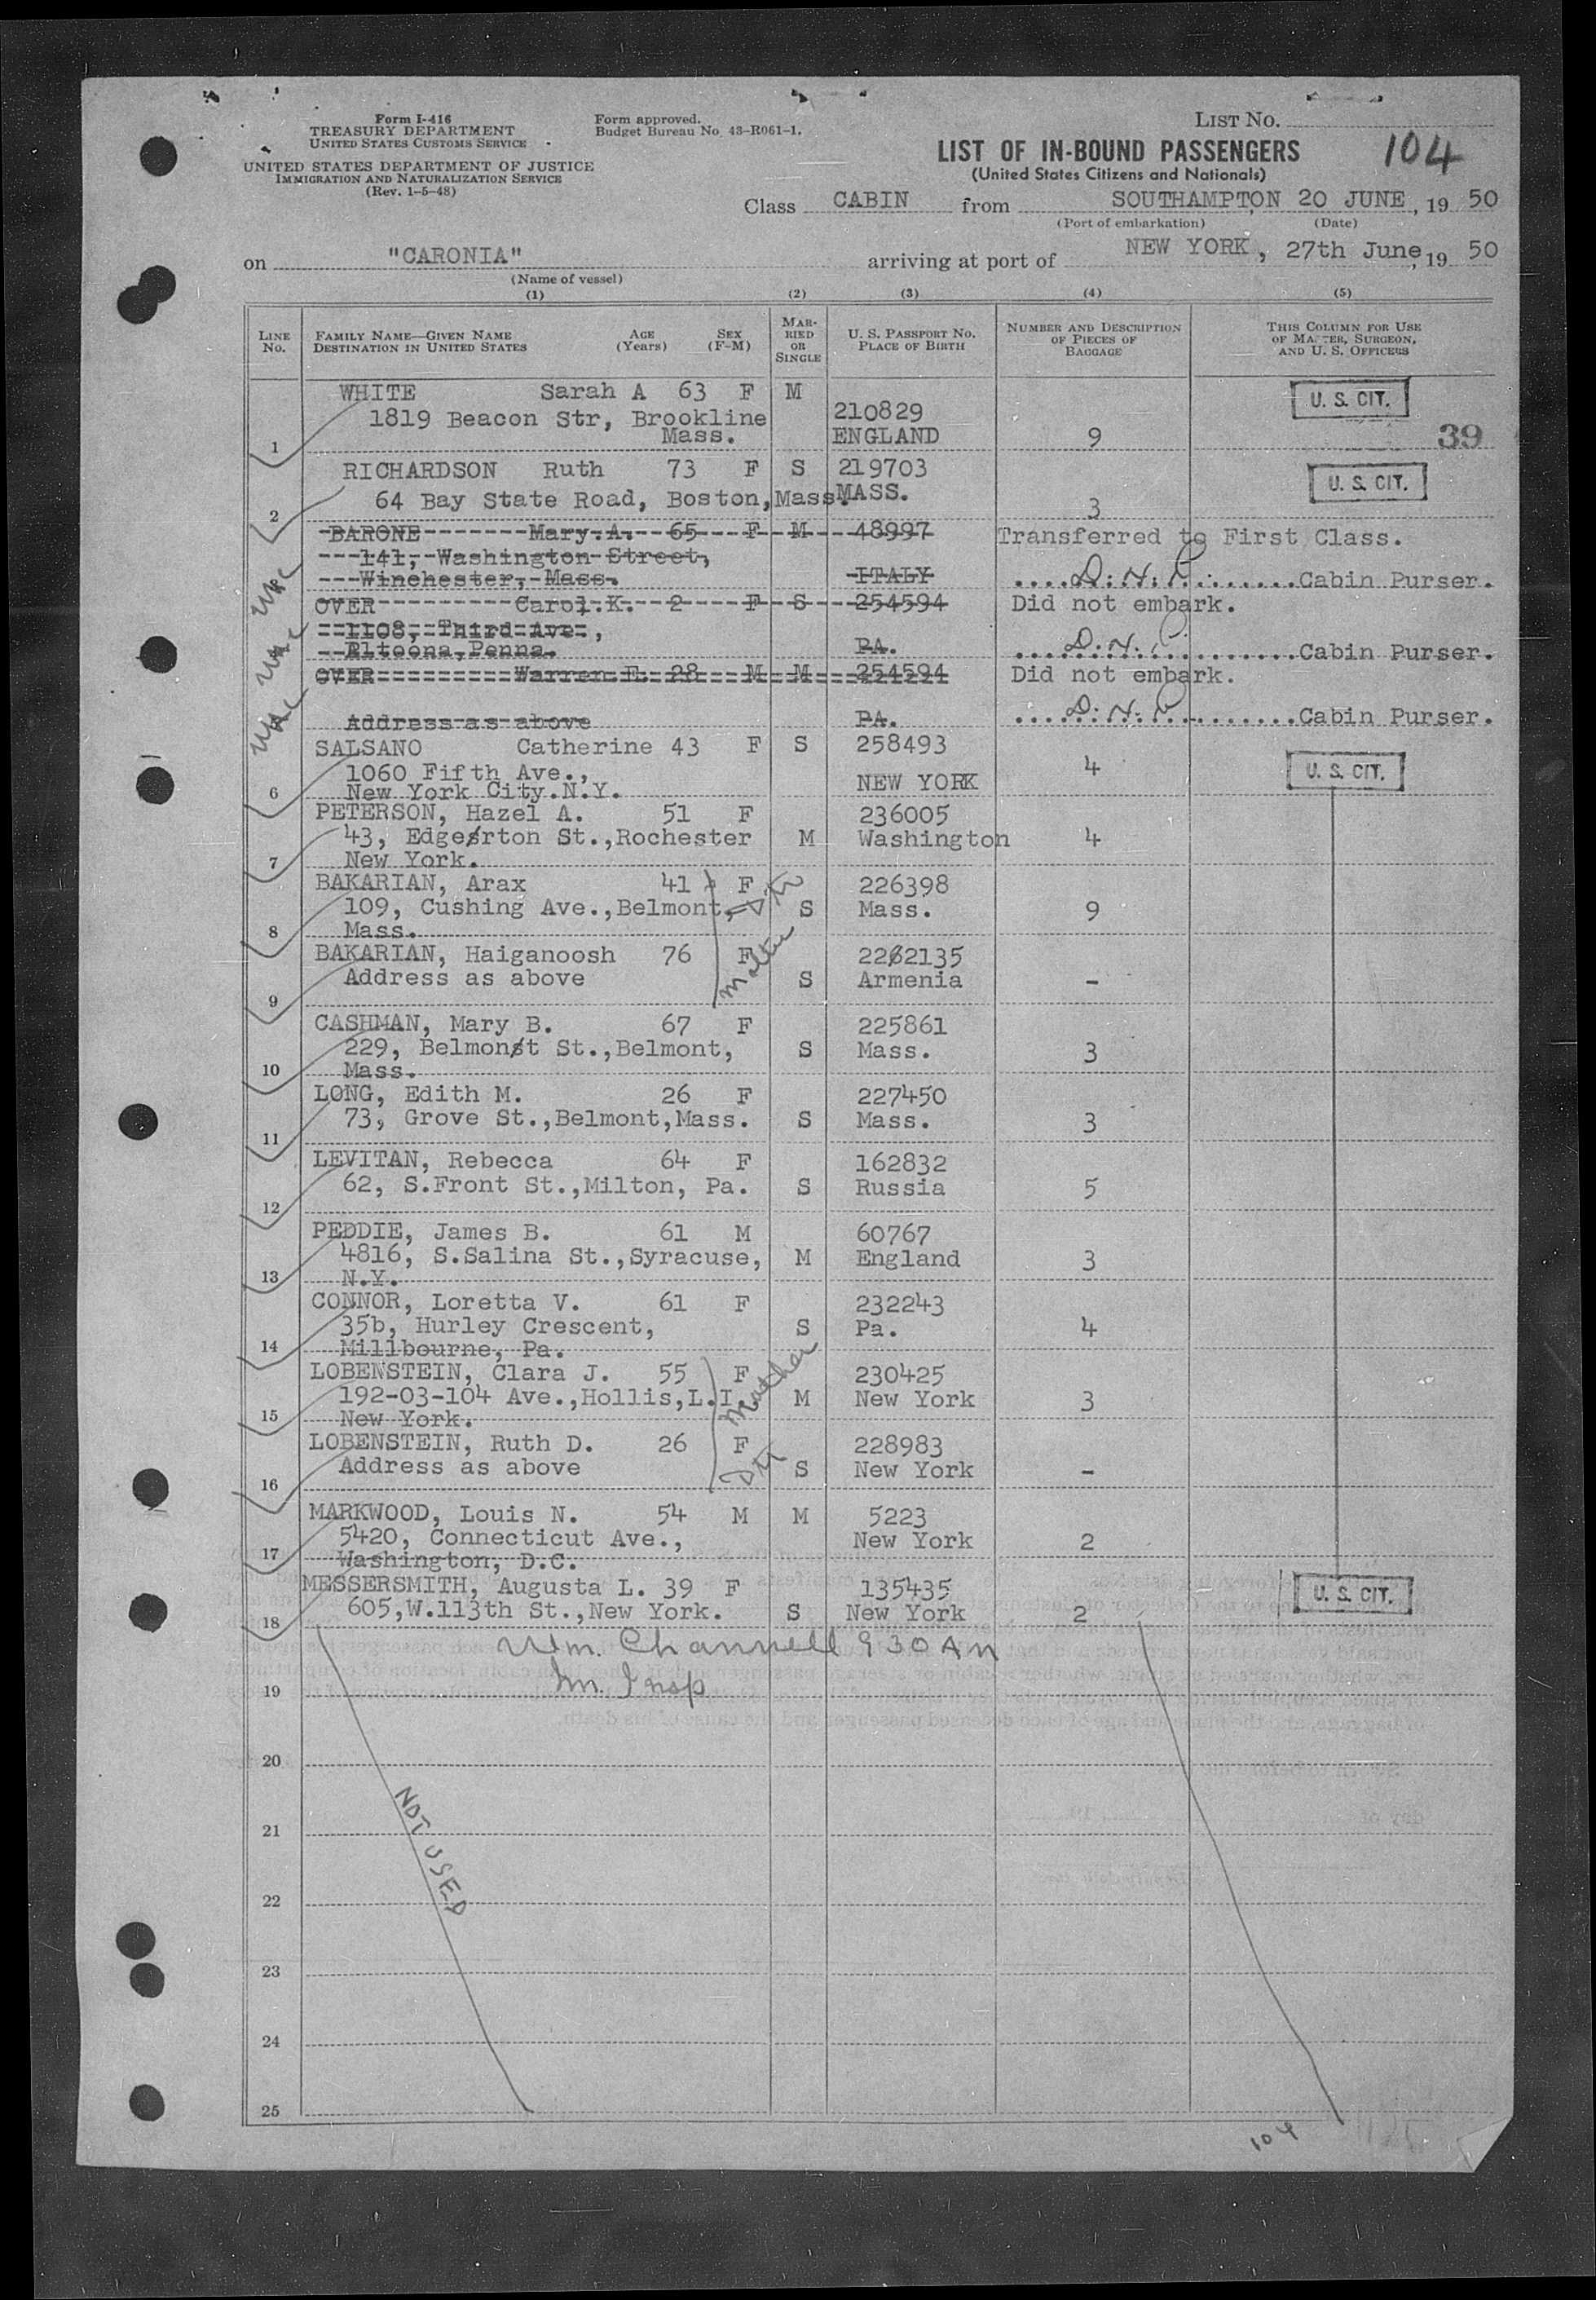 Form I-416
TREASURY DEPARTMENT
UNITED STATES CUSTOMS SERVICE
UNITED STATES DEPARTMENT OF JUSTICE
IMMIGRATION AND NATURALIZATION SERVICE
(Rev. 1-5-48)
Form approved.
Budget Bureau No. 43-R061-1.
LIST NO.
104
LIST OF IN-BOUND PASSENGERS
(United States Citizens and Nationals)
Class CABIN from SOUTHAMPTON 20 JUNE, 19 50
(Port of embarkation) (Date)
on "CARONIA" arriving at port of NEW YORK, 27th June, 19 50
(Name of vessel)
(1) (2) (3) (4) (5)
LINE NO.
FAMILY NAME—GIVEN NAME AGE (Years) SEX (F-M)
DESTINATION IN UNITED STATES
MARRIED OR SINGLE
U. S. PASSPORT NO.
PLACE OF BIRTH
NUMBER AND DESCRIPTION OF PIECES OF BAGGAGE
THIS COLUMN FOR USE OF MASTER, SURGEON, AND U. S. OFFICERS
WHITE Sarah A 63 F M U. S. CIT.
1819 Beacon Str, Brookline 210829
1 Mass. ENGLAND 9 39
RICHARDSON Ruth 73 F S 219703 U. S. CIT.
64 Bay State Road, Boston, Mass. MASS.
2 3
BARONE Mary A. 65 F M 48997 Transferred to First Class.
141, Washington Street,
Winchester, Mass. ITALY D. N. Cabin Purser.
OVER Carol K. 2 F S 254594 Did not embark.
1108, Third Ave.,
Altoona, Penna. PA. D. N. Cabin Purser.
OVER Warren E. 28 M M 254594 Did not embark.
Address as above PA. D. N. Cabin Purser.
SALSANO Catherine 43 F S 258493
1060 Fifth Ave., 4 U. S. CIT.
6 New York City. N.Y. NEW YORK
PETERSON, Hazel A. 51 F 236005
43, Edgerton St., Rochester M Washington 4
7 New York.
BAKARIAN, Arax 41 F 226398
109, Cushing Ave., Belmont, S Mass. 9
8 Mass.
BAKARIAN, Haiganoosh 76 F 2262135
Address as above S Armenia -
9
CASHMAN, Mary B. 67 F 225861
229, Belmont St., Belmont, S Mass. 3
10 Mass.
LONG, Edith M. 26 F 227450
73, Grove St., Belmont, Mass. S Mass. 3
11
LEVITAN, Rebecca 64 F 162832
62, S.Front St., Milton, Pa. S Russia 5
12
PEDDIE, James B. 61 M 60767
4816, S.Salina St., Syracuse, M England 3
13 N.Y.
CONNOR, Loretta V. 61 F 232243
35b, Hurley Crescent, S Pa. 4
14 Millbourne, Pa.
LOBENSTEIN, Clara J. 55 F Mother 230425
192-03-104 Ave., Hollis, L.I. M New York 3
15 New York.
LOBENSTEIN, Ruth D. 26 F 228983
Address as above S New York -
16
MARKWOOD, Louis N. 54 M M 5223
5420, Connecticut Ave., New York 2
17 Washington, D.C.
MESSERSMITH, Augusta L. 39 F 135435 U. S. CIT.
605, W.113th St., New York. S New York 2
18
Wm. Channell 9 30 AM
Im. Insp
19
20
NOT USED
21
22
23
24
25
104